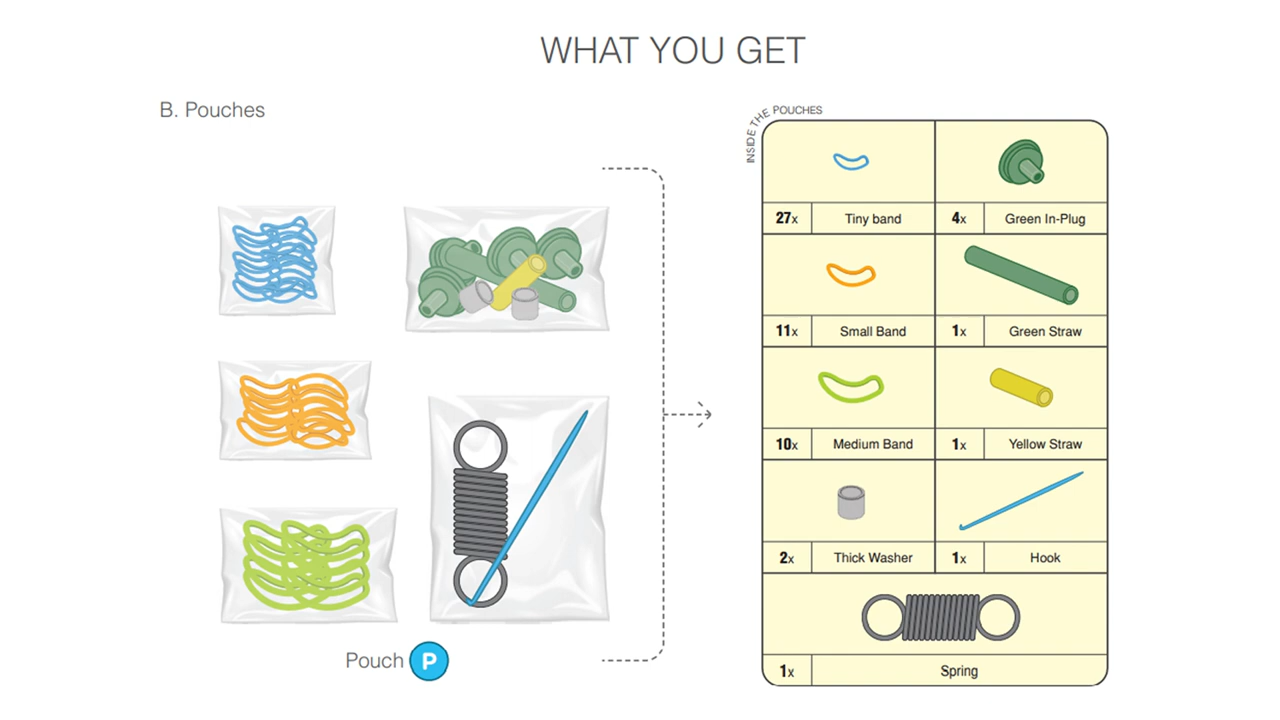 WHAT YOU GET
B. Pouches
INSIDE THE POUCHES
27x Tiny band 4x Green In-Plug
11x Small Band 1x Green Straw
10x Medium Band 1x Yellow Straw
2x Thick Washer 1x Hook
1x Spring
Pouch P